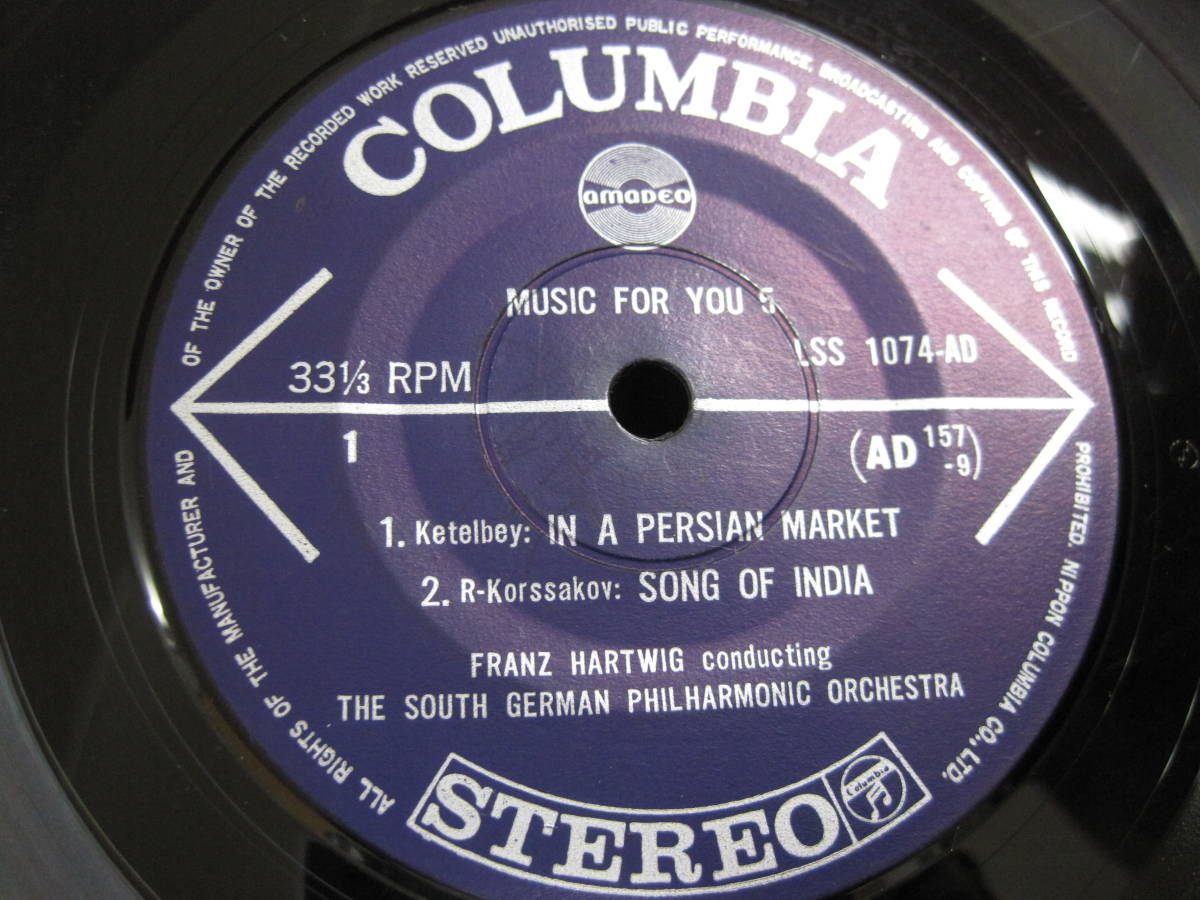 ALL RIGHTS OF THE MANUFACTURER AND OF THE OWNER OF THE RECORDED WORK RESERVED UNAUTHORISED PUBLIC PERFORMANCE. BROADCASTING AND COPYING OF THIS RECORD PROHIBITED. NIPPON COLUMBIA CO., LTD.
COLUMBIA
AMADEO
MUSIC FOR YOU 5
33⅓ RPM
LSS 1074-AD
1
(AD 157 -9)
1. Ketelbey: IN A PERSIAN MARKET
2. R-Korssakov: SONG OF INDIA
FRANZ HARTWIG conducting
THE SOUTH GERMAN PHILHARMONIC ORCHESTRA
STEREO
Columbia